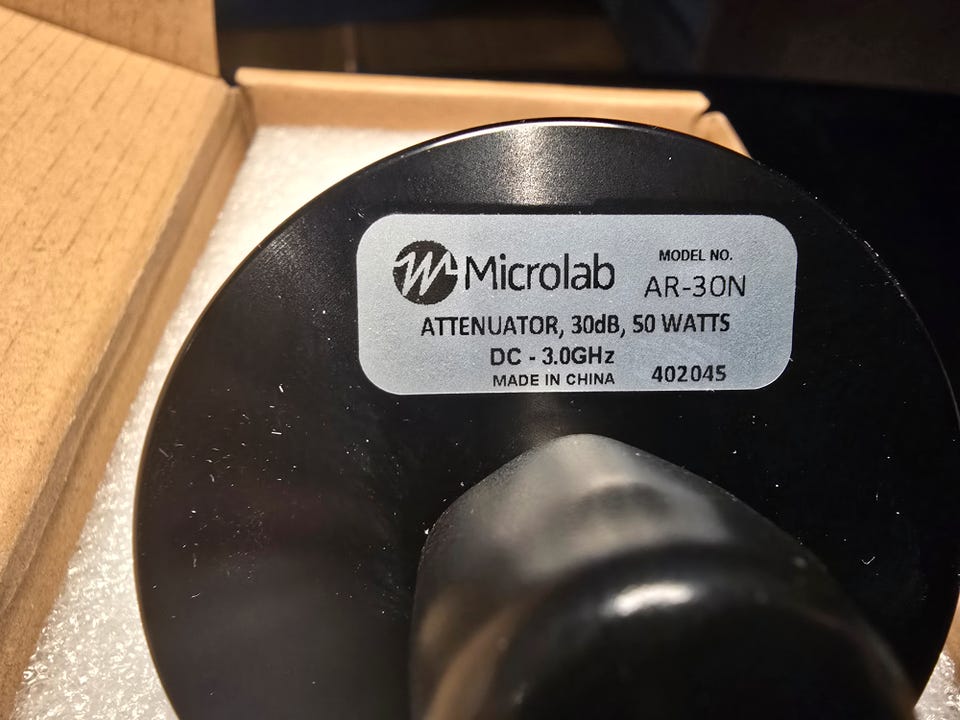 Microlab
MODEL NO.
AR-30N
ATTENUATOR, 30dB, 50 WATTS
DC - 3.0GHz
MADE IN CHINA 402045